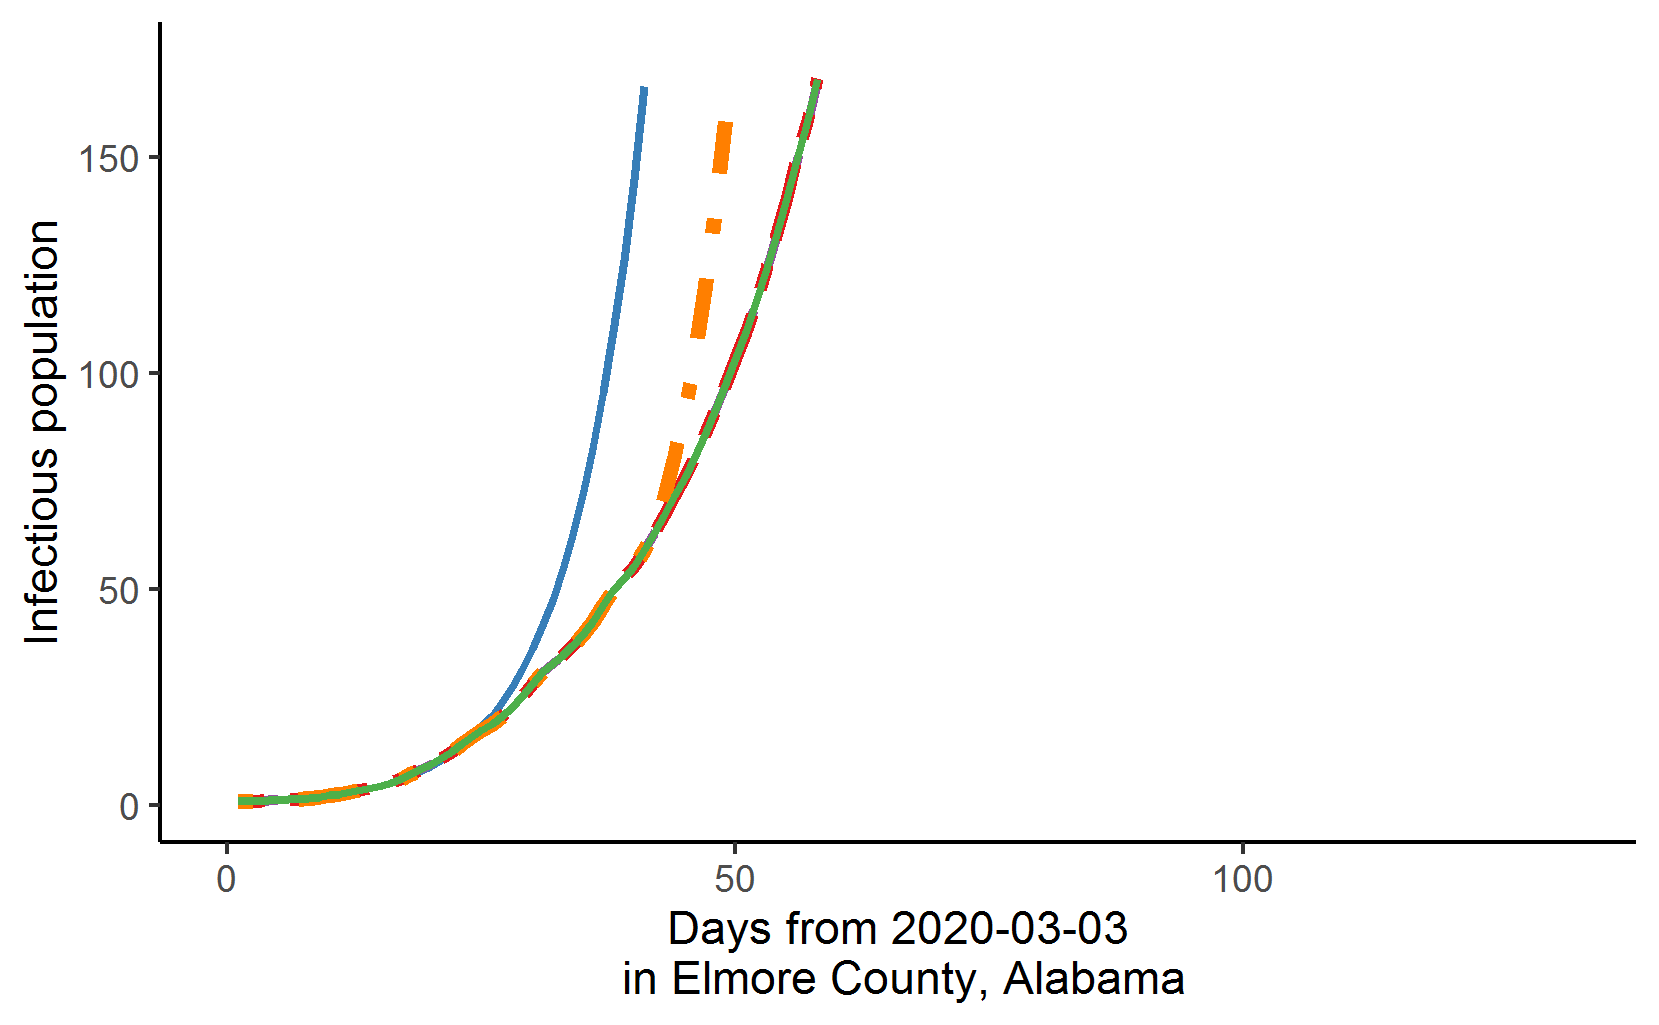 Infectious population
150
100
50
0
0 50 100
Days from 2020-03-03
in Elmore County, Alabama